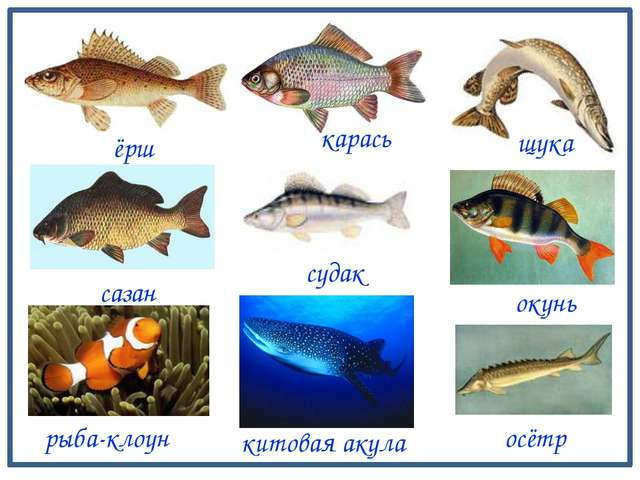 ёрш
карась
щука
сазан
судак
окунь
рыба-клоун
китовая акула
осётр